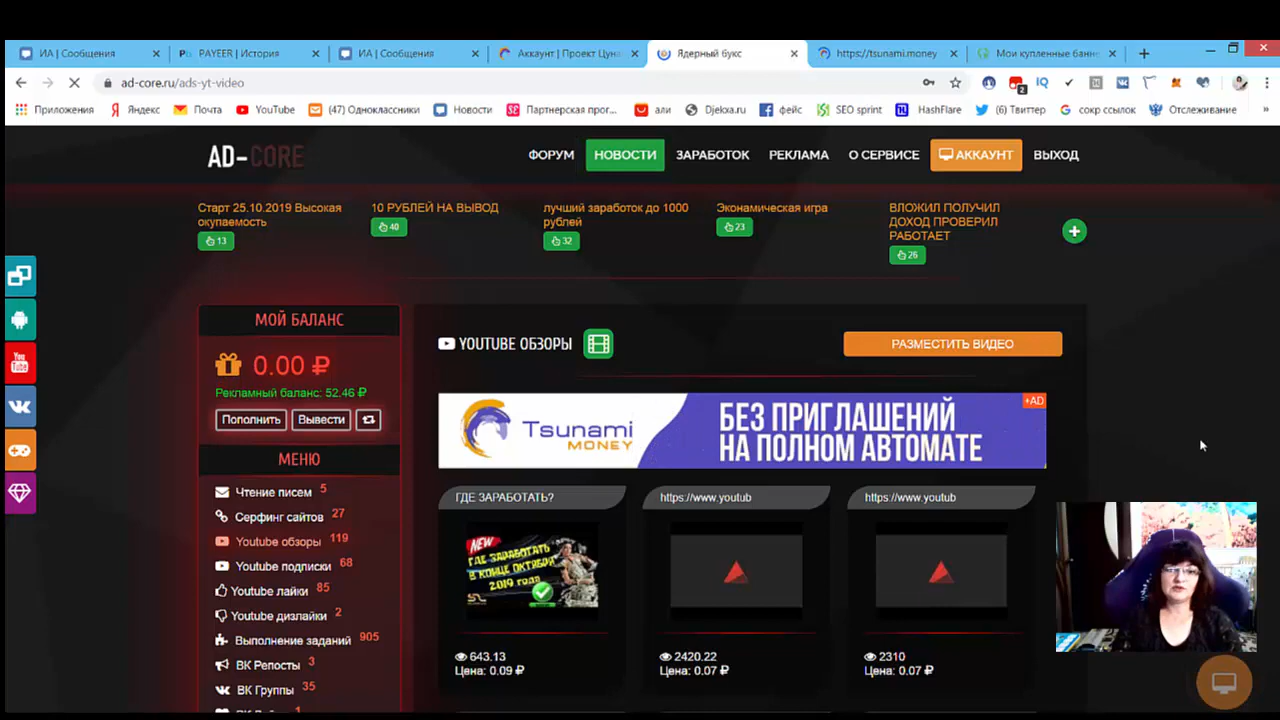 ИА | Сообщения
PAYEER | История
ИА | Сообщения
Аккаунт | Проект Цуна
Ядерный букс
https://tsunami.money
Мои купленные банне
ad-core.ru/ads-yt-video
Приложения
Яндекс
Почта
YouTube
(47) Одноклассники
Новости
Партнерская прог...
али
Djekxa.ru
фейс
SEO sprint
HashFlare
(6) Твиттер
сокр ссылок
Отслеживание
AD-CORE
ФОРУМ
НОВОСТИ
ЗАРАБОТОК
РЕКЛАМА
О СЕРВИСЕ
АККАУНТ
ВЫХОД
Старт 25.10.2019 Высокая
окупаемость
13
10 РУБЛЕЙ НА ВЫВОД
40
лучший заработок до 1000
рублей
32
Экономическая игра
23
ВЛОЖИЛ ПОЛУЧИЛ
ДОХОД ПРОВЕРИЛ
РАБОТАЕТ
26
МОЙ БАЛАНС
0.00 ₽
Рекламный баланс: 52.46 ₽
Пополнить
Вывести
МЕНЮ
Чтение писем 5
Серфинг сайтов 27
Youtube обзоры 119
Youtube подписки 68
Youtube лайки 85
Youtube дизлайки 2
Выполнение заданий 905
ВК Репосты 3
ВК Группы 35
YOUTUBE ОБЗОРЫ
РАЗМЕСТИТЬ ВИДЕО
Tsunami
MONEY
БЕЗ ПРИГЛАШЕНИЙ
НА ПОЛНОМ АВТОМАТЕ
+AD
ГДЕ ЗАРАБОТАТЬ?
NEW
ГДЕ ЗАРАБОТАТЬ
В КОНЦЕ ОКТЯБРЯ
2019 года
643.13
Цена: 0.09 ₽
https://www.youtub
2420.22
Цена: 0.07 ₽
https://www.youtub
2310
Цена: 0.07 ₽